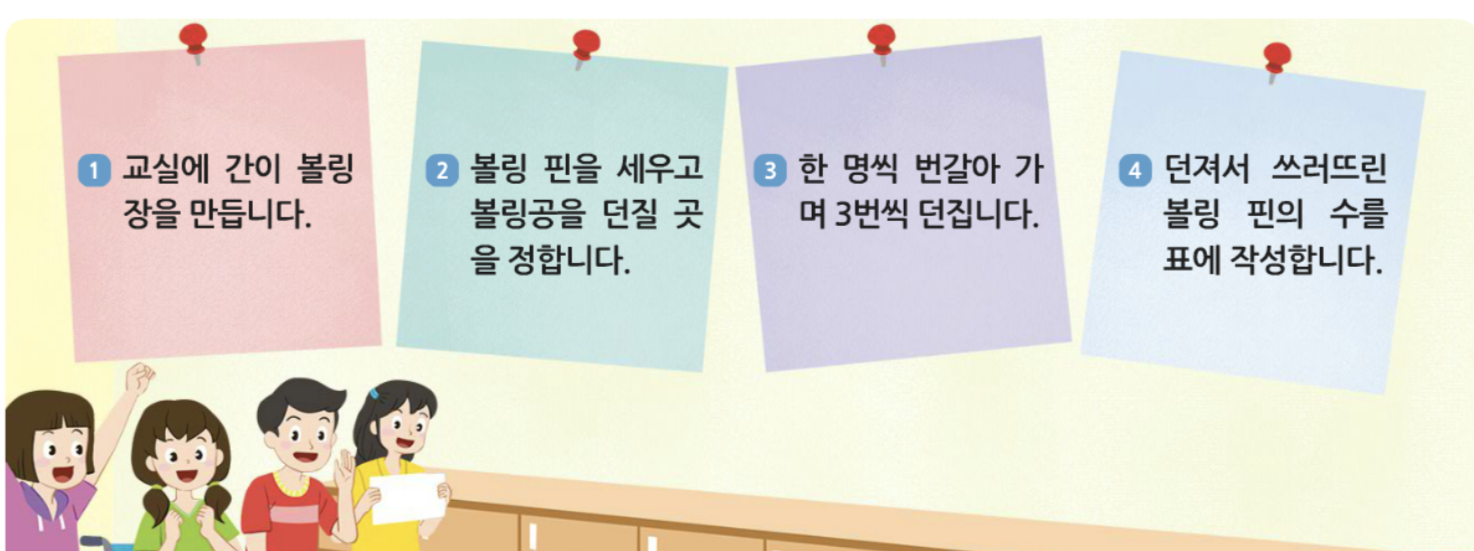 1 교실에 간이 볼링
장을 만듭니다.
2 볼링 핀을 세우고
볼링공을 던질 곳
을 정합니다.
3 한 명씩 번갈아 가
며 3번씩 던집니다.
4 던져서 쓰러뜨린
볼링 핀의 수를
표에 작성합니다.